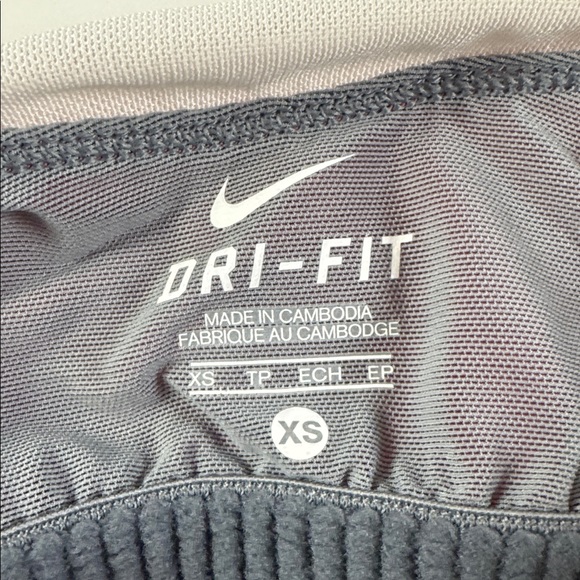 DRI-FIT
MADE IN CAMBODIA
FABRIQUE AU CAMBODGE
XS TP ECH EP
XS